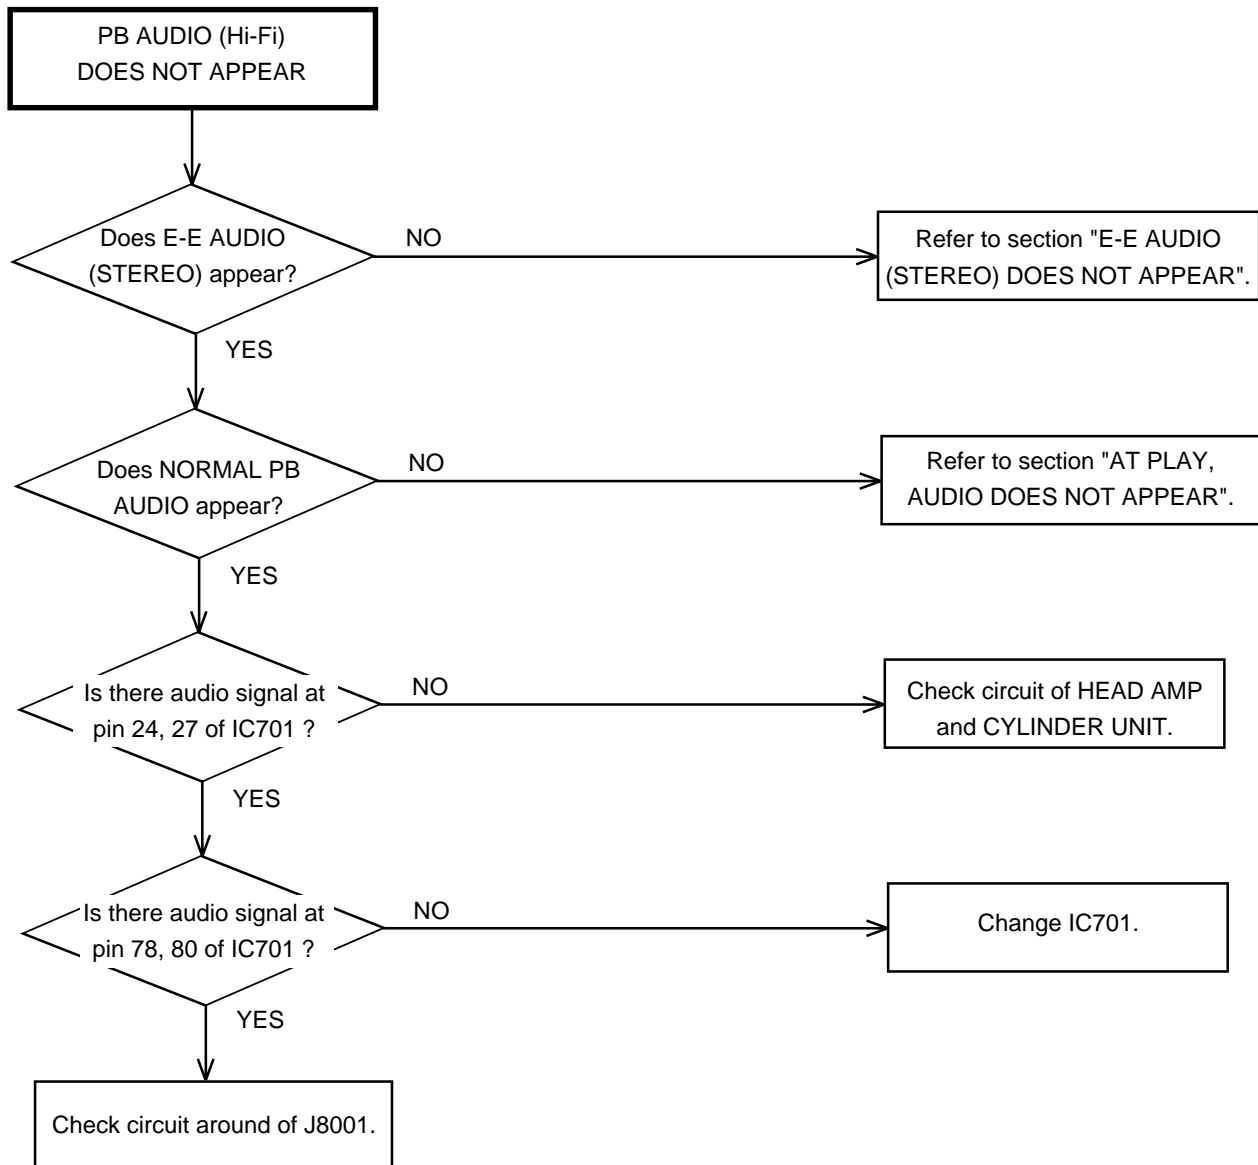 PB AUDIO (Hi-Fi)
DOES NOT APPEAR
Does E-E AUDIO
(STEREO) appear?
NO
Refer to section "E-E AUDIO
(STEREO) DOES NOT APPEAR".
YES
Does NORMAL PB
AUDIO appear?
NO
Refer to section "AT PLAY,
AUDIO DOES NOT APPEAR".
YES
Is there audio signal at
pin 24, 27 of IC701 ?
NO
Check circuit of HEAD AMP
and CYLINDER UNIT.
YES
Is there audio signal at
pin 78, 80 of IC701 ?
NO
Change IC701.
YES
Check circuit around of J8001.